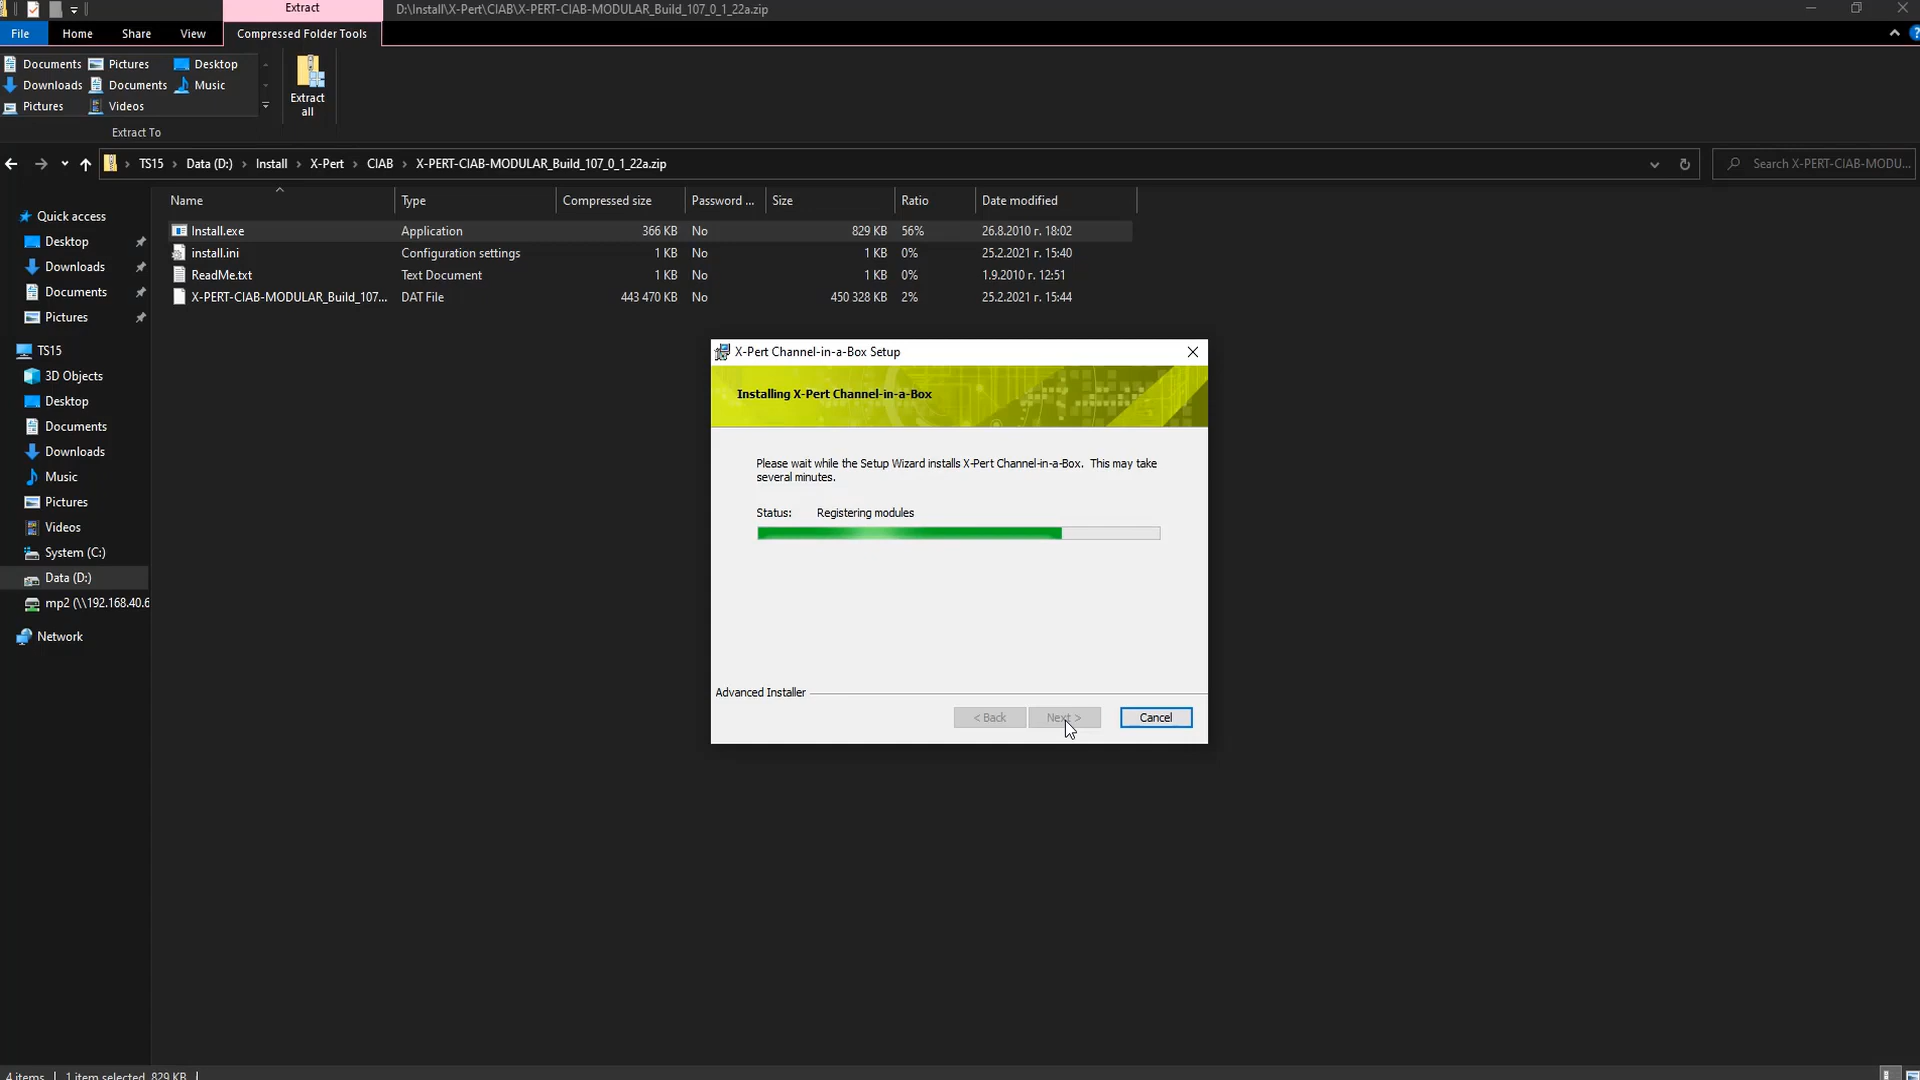 Extract
D:\Install\X-Pert\CIAB\X-PERT-CIAB-MODULAR_Build_107_0_1_22a.zip
File Home Share View Compressed Folder Tools
Documents Pictures Desktop
Downloads Documents Music
Pictures Videos
Extract all
Extract To
TS15 Data (D:) Install X-Pert CIAB X-PERT-CIAB-MODULAR_Build_107_0_1_22a.zip
Search X-PERT-CIAB-MODU...
Name Type Compressed size Password ... Size Ratio Date modified
Install.exe Application 366 KB No 829 KB 56% 26.8.2010 г. 18:02
install.ini Configuration settings 1 KB No 1 KB 0% 25.2.2021 г. 15:40
ReadMe.txt Text Document 1 KB No 1 KB 0% 1.9.2010 г. 12:51
X-PERT-CIAB-MODULAR_Build_107... DAT File 443 470 KB No 450 328 KB 2% 25.2.2021 г. 15:44
Quick access
Desktop
Downloads
Documents
Pictures
TS15
3D Objects
Desktop
Documents
Downloads
Music
Pictures
Videos
System (C:)
Data (D:)
mp2 (\\192.168.40.6
Network
X-Pert Channel-in-a-Box Setup
Installing X-Pert Channel-in-a-Box
Please wait while the Setup Wizard installs X-Pert Channel-in-a-Box. This may take
several minutes.
Status: Registering modules
Advanced Installer
< Back Next > Cancel
4 items 1 item selected 829 KB